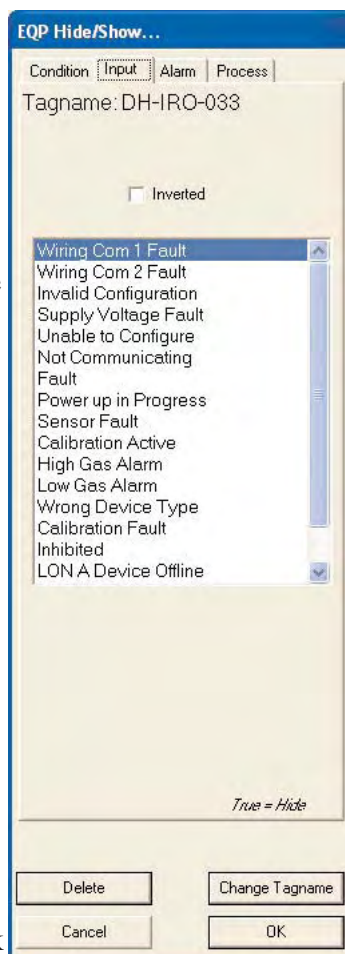 EQP Hide/Show...
Condition Input Alarm Process
Tagname: DH-IRO-033
Inverted
Wiring Com 1 Fault
Wiring Com 2 Fault
Invalid Configuration
Supply Voltage Fault
Unable to Configure
Not Communicating
Fault
Power up in Progress
Sensor Fault
Calibration Active
High Gas Alarm
Low Gas Alarm
Wrong Device Type
Calibration Fault
Inhibited
LON A Device Offline
True = Hide
Delete Change Tagname
Cancel OK